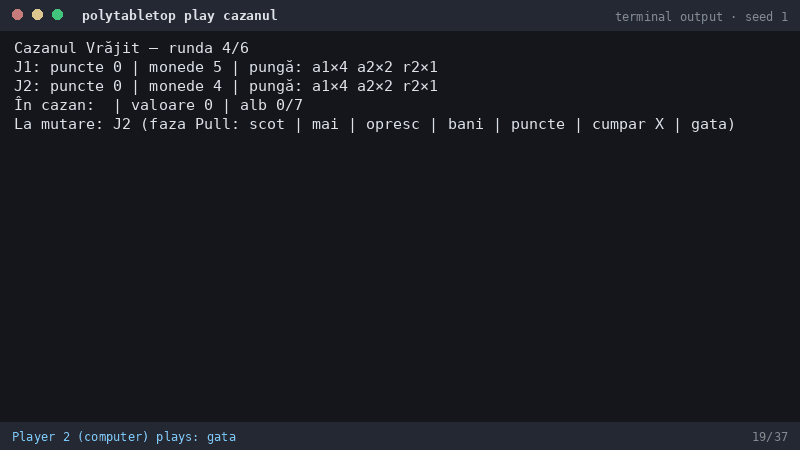 polytabletop play cazanul
terminal output · seed 1
Cazanul Vrăjit — runda 4/6
J1: puncte 0 | monede 5 | pungă: a1×4 a2×2 r2×1
J2: puncte 0 | monede 4 | pungă: a1×4 a2×2 r2×1
În cazan:  | valoare 0 | alb 0/7
La mutare: J2 (faza Pull: scot | mai | opresc | bani | puncte | cumpar X | gata)
Player 2 (computer) plays: gata
19/37